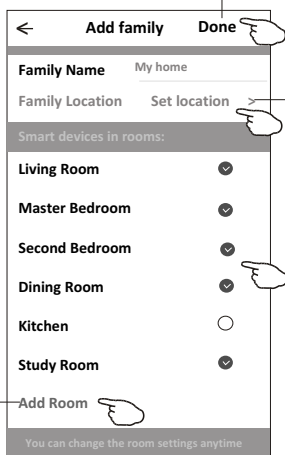 ← Add family Done
Family Name My home
Family Location Set location >
Smart devices in rooms:
Living Room
Master Bedroom
Second Bedroom
Dining Room
Kitchen
Study Room
Add Room
You can change the room settings anytime